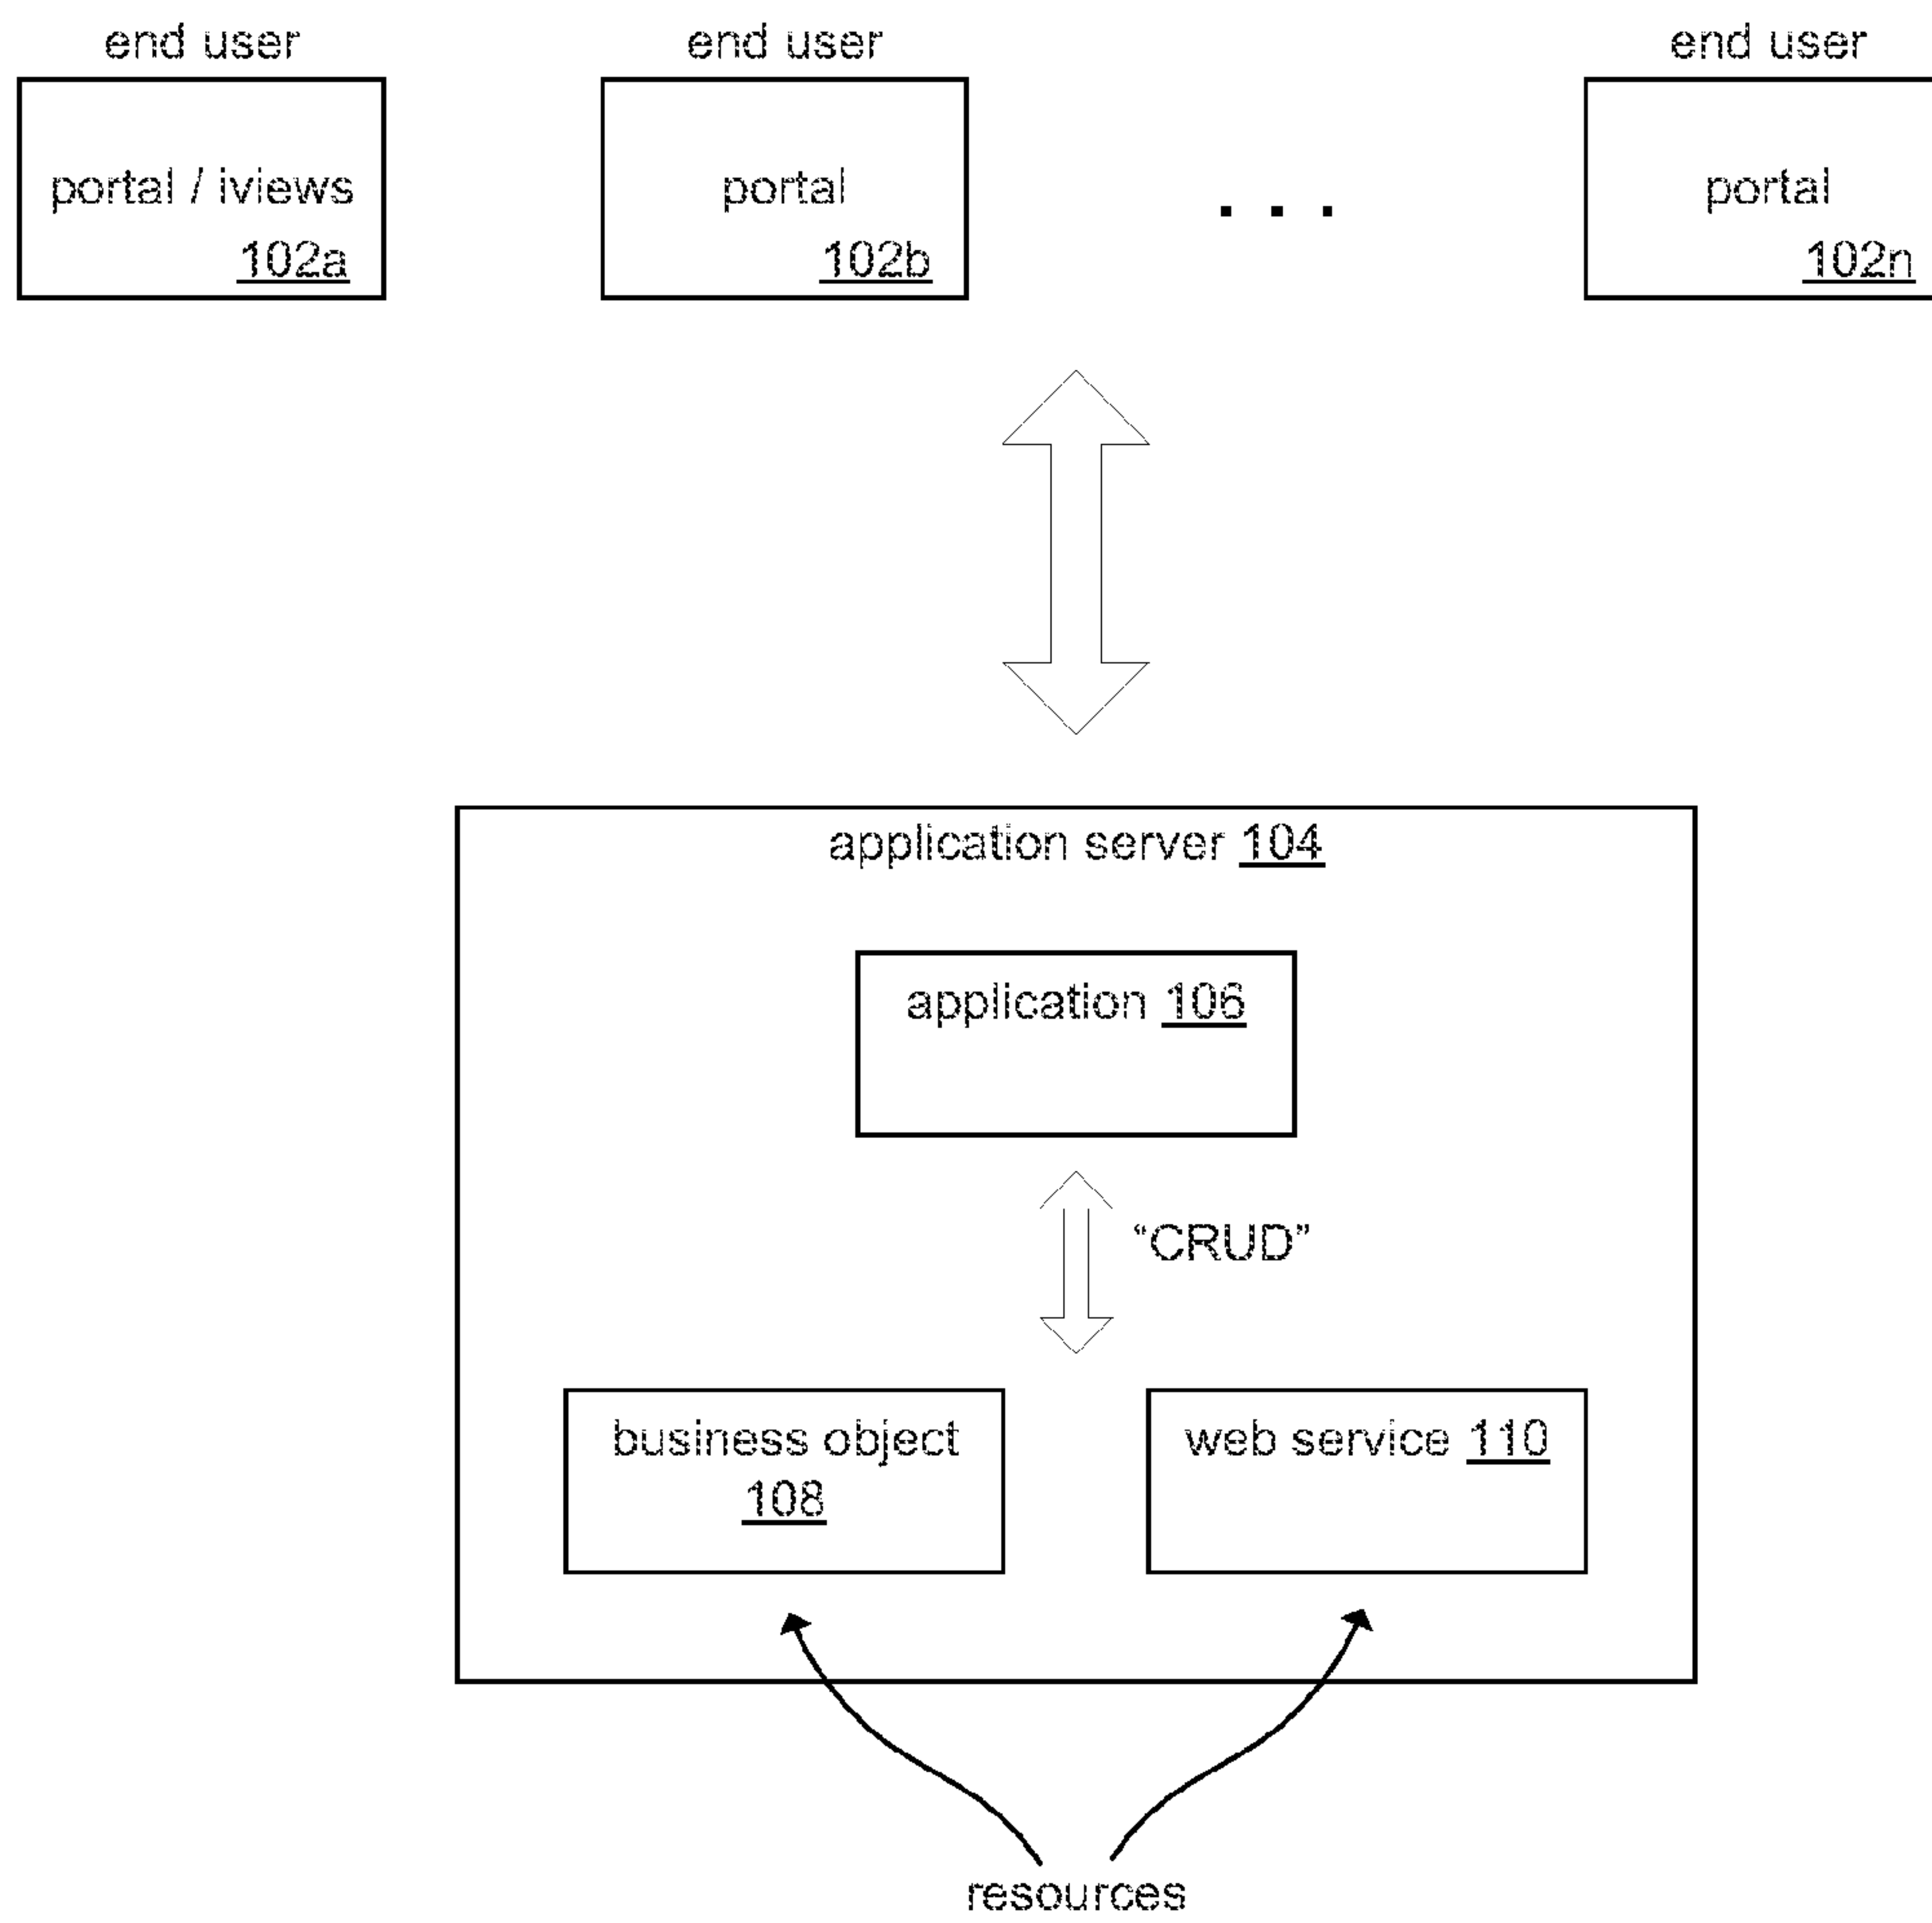 end user
end user
end user
portal / iviews
102a
portal
102b
. . .
portal
102n
application server 104
application 106
“CRUD”
business object
108
web service 110
resources